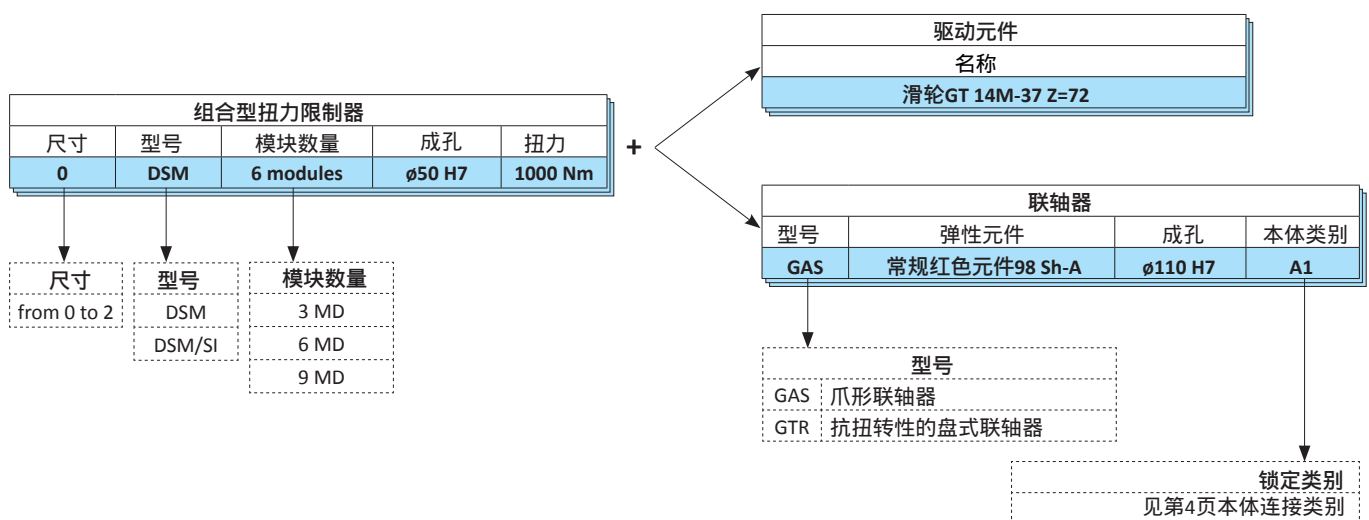 驱动元件
名称
滑轮GT 14M-37 Z=72
组合型扭力限制器
尺寸 型号 模块数量 成孔 扭力
0 DSM 6 modules ø50 H7 1000 Nm
+
联轴器
型号 弹性元件 成孔 本体类别
GAS 常规红色元件98 Sh-A ø110 H7 A1
尺寸
from 0 to 2
型号
DSM
DSM/SI
模块数量
3 MD
6 MD
9 MD
型号
GAS 爪形联轴器
GTR 抗扭转性的盘式联轴器
锁定类别
见第4页本体连接类别